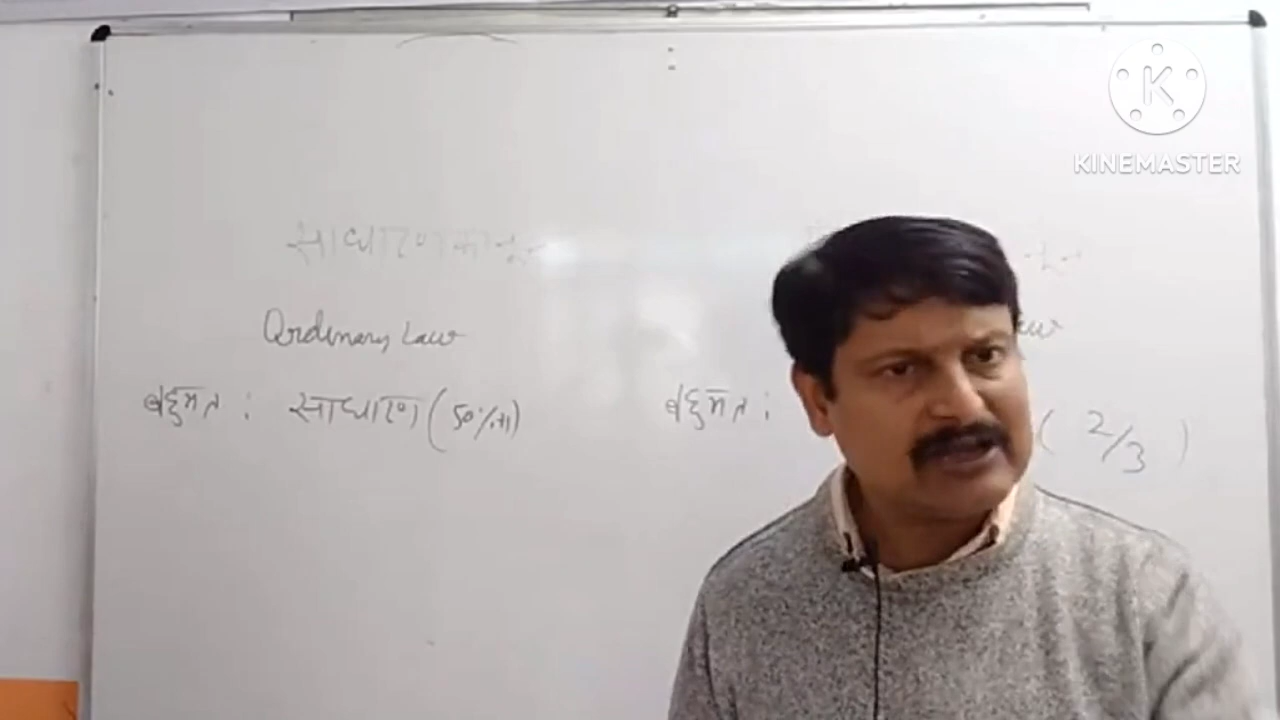 साधारण कानून
Ordinary Law
बहुमत : साधारण (50%+1)
बहुमत :
( 2/3 )
K
KINEMASTER